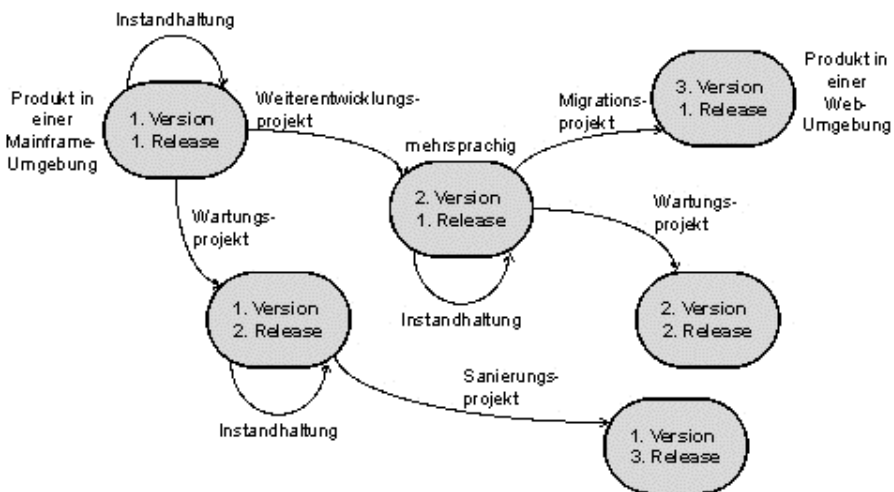 Instandhaltung
Produkt in
einer
Mainframe-
Umgebung
1. Version
1. Release
Weiterentwicklungs-
projekt
mehrsprachig
Migrations-
projekt
3. Version
1. Release
Produkt in
einer
Web-
Umgebung
Wartungs-
projekt
2. Version
1. Release
Wartungs-
projekt
1. Version
2. Release
Instandhaltung
2. Version
2. Release
Instandhaltung
Sanierungs-
projekt
1. Version
3. Release